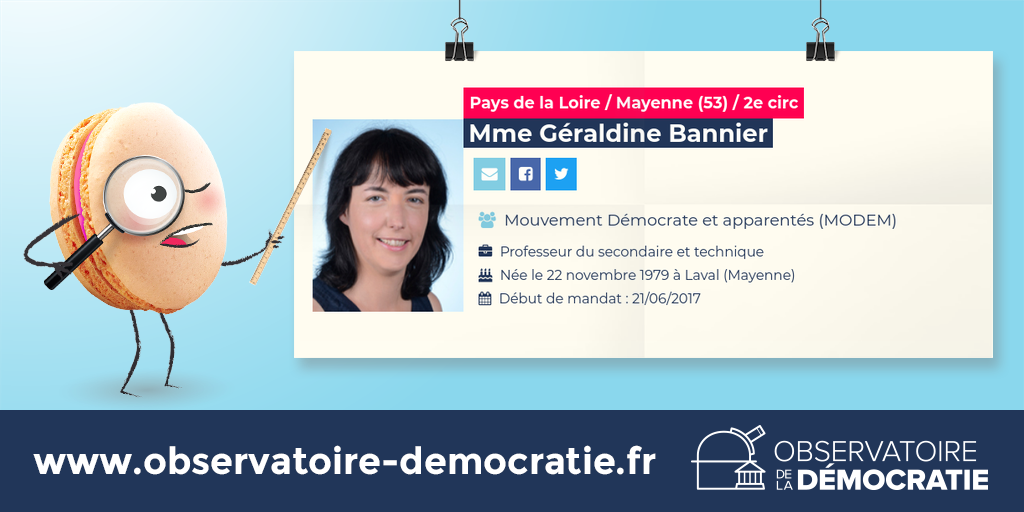 Pays de la Loire / Mayenne (53) / 2e circ
Mme Géraldine Bannier
Mouvement Démocrate et apparentés (MODEM)
Professeur du secondaire et technique
Née le 22 novembre 1979 à Laval (Mayenne)
Début de mandat : 21/06/2017
www.observatoire-democratie.fr
OBSERVATOIRE
DE LA DÉMOCRATIE